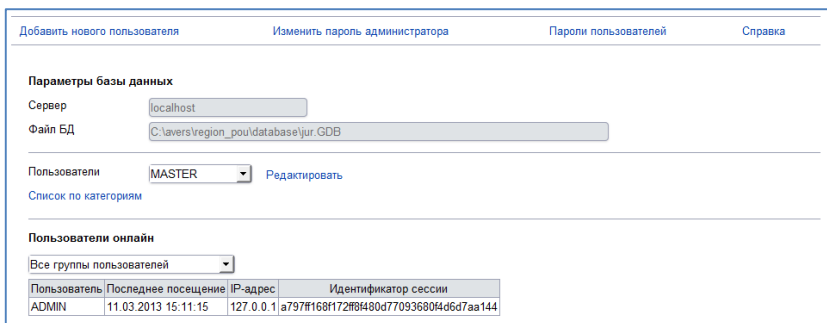 Добавить нового пользователя Изменить пароль администратора Пароли пользователей Справка
Параметры базы данных
Сервер localhost
Файл БД C:\avers\region_pou\database\jur.GDB
Пользователи MASTER Редактировать
Список по категориям
Пользователи онлайн
Все группы пользователей
Пользователь Последнее посещение IP-адрес Идентификатор сессии
ADMIN 11.03.2013 15:11:15 127.0.0.1 a797ff168f172ff8f480d77093680f4d6d7aa144